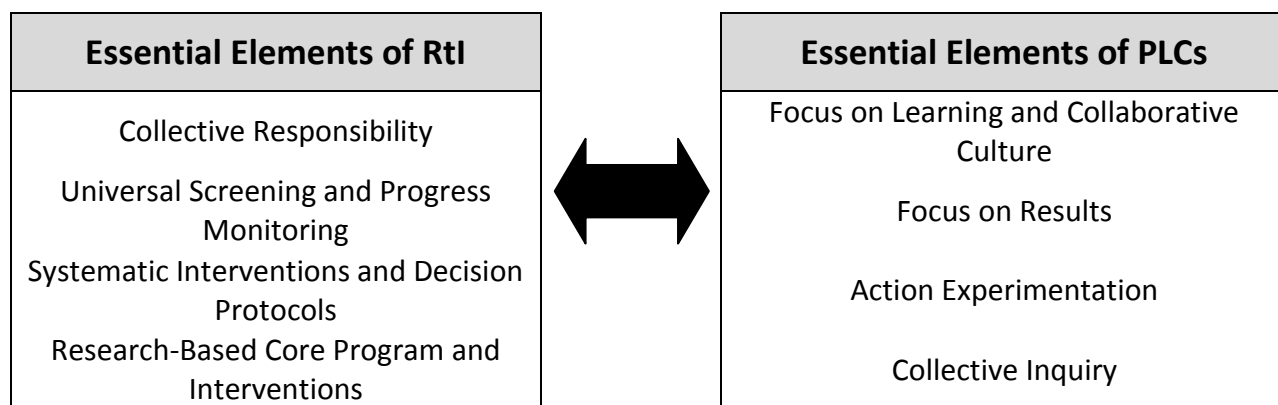 Essential Elements of RtI
Collective Responsibility
Universal Screening and Progress
Monitoring
Systematic Interventions and Decision
Protocols
Research-Based Core Program and
Interventions
Essential Elements of PLCs
Focus on Learning and Collaborative
Culture
Focus on Results
Action Experimentation
Collective Inquiry